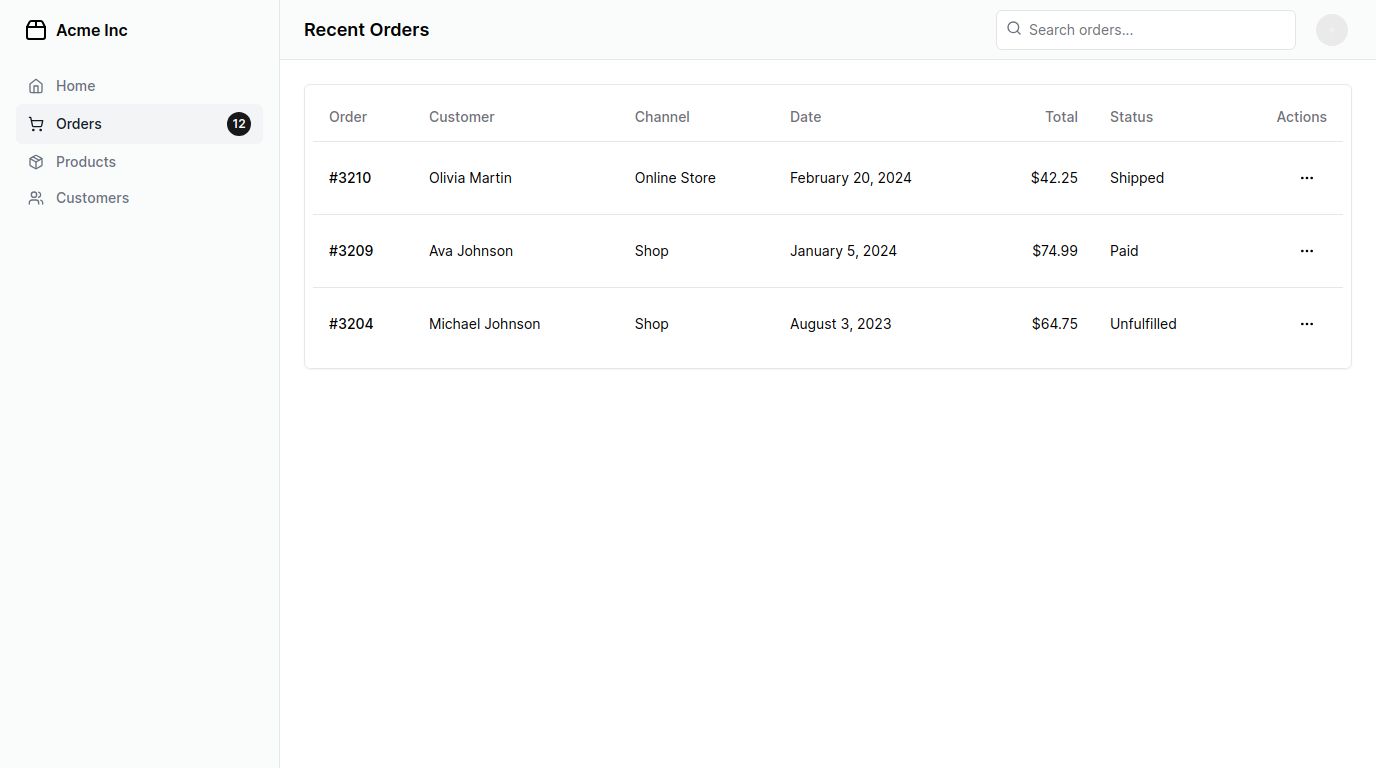 Acme Inc
Home
Orders 12
Products
Customers
Recent Orders
Search orders...
Order Customer Channel Date Total Status Actions
#3210 Olivia Martin Online Store February 20, 2024 $42.25 Shipped
#3209 Ava Johnson Shop January 5, 2024 $74.99 Paid
#3204 Michael Johnson Shop August 3, 2023 $64.75 Unfulfilled